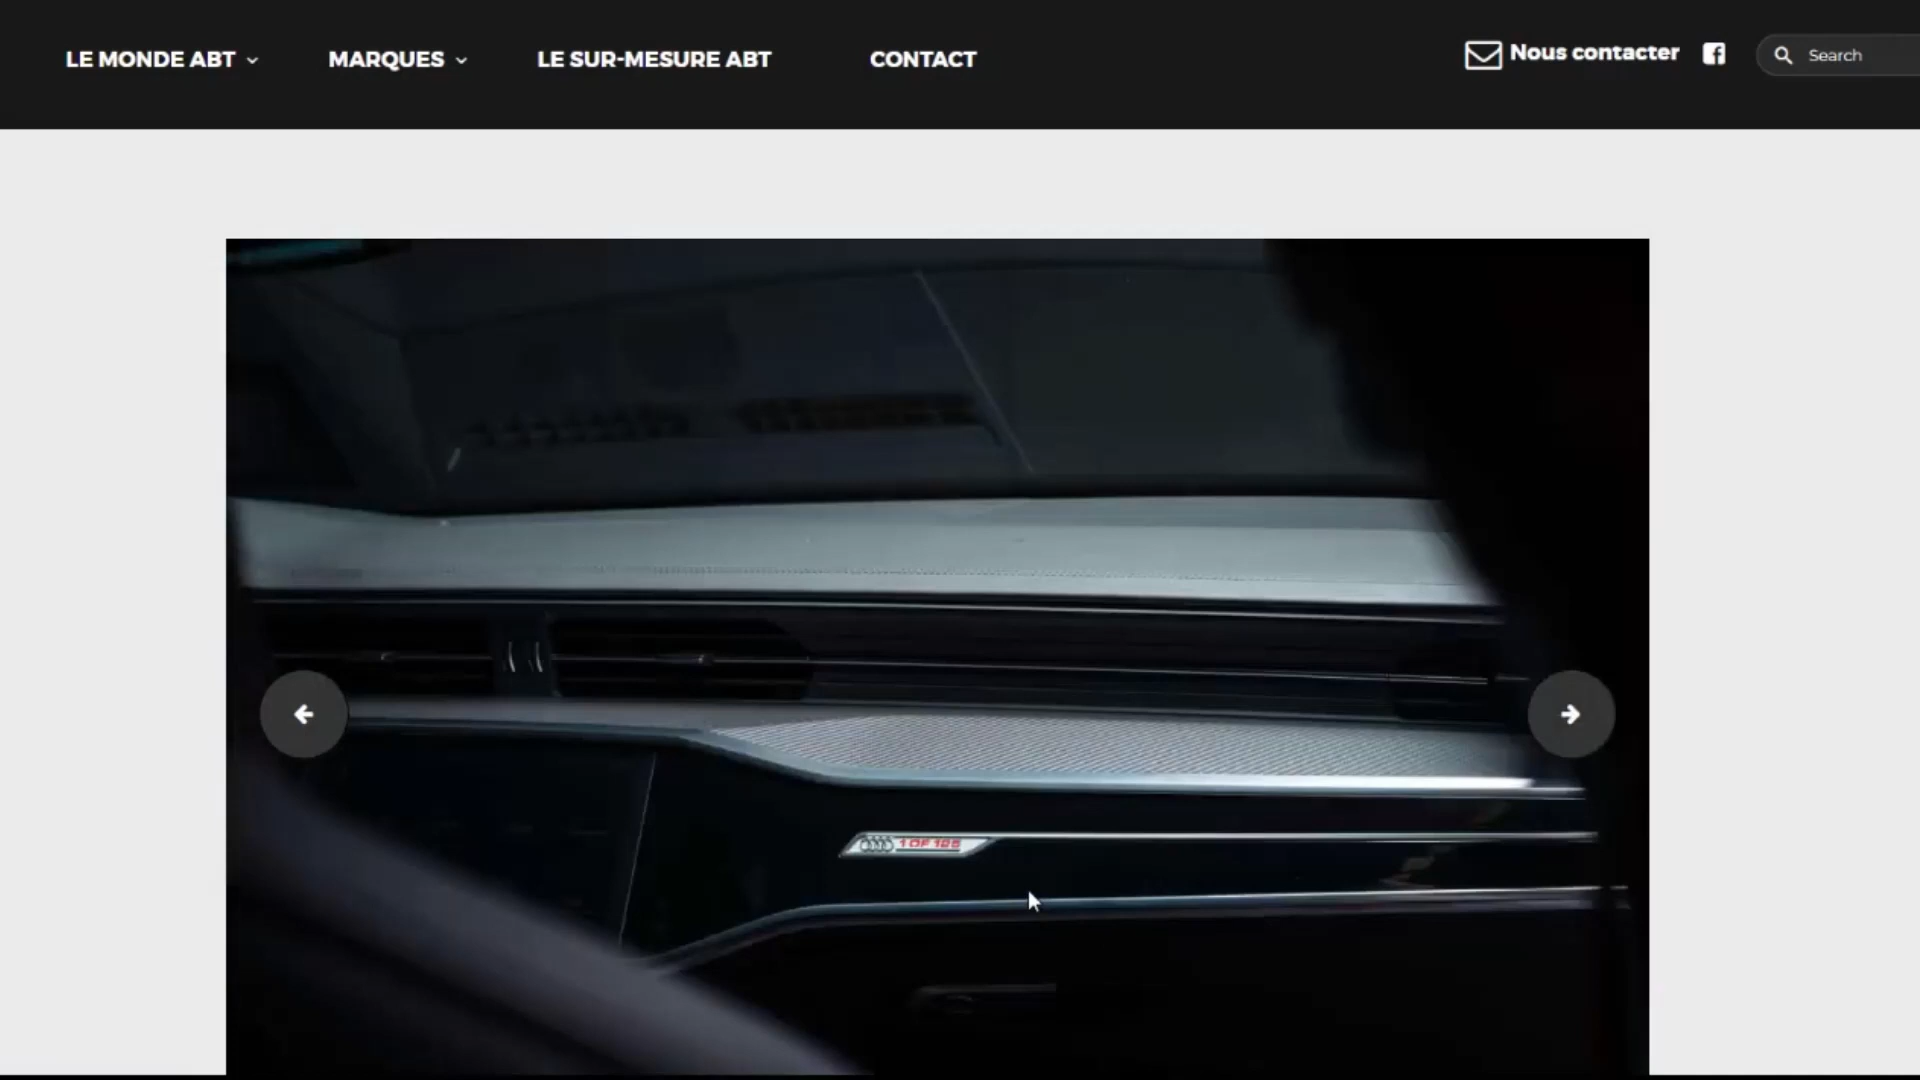 LE MONDE ABT
MARQUES
LE SUR-MESURE ABT
CONTACT
Nous contacter
Search
1 OF 125